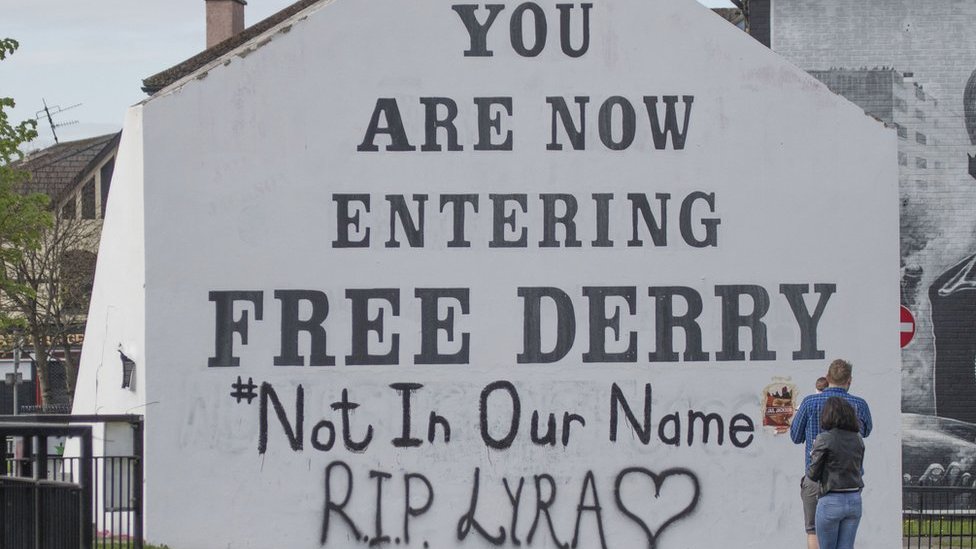 YOU
ARE NOW
ENTERING
FREE DERRY
#Not In Our Name
R.I.P. LYRA